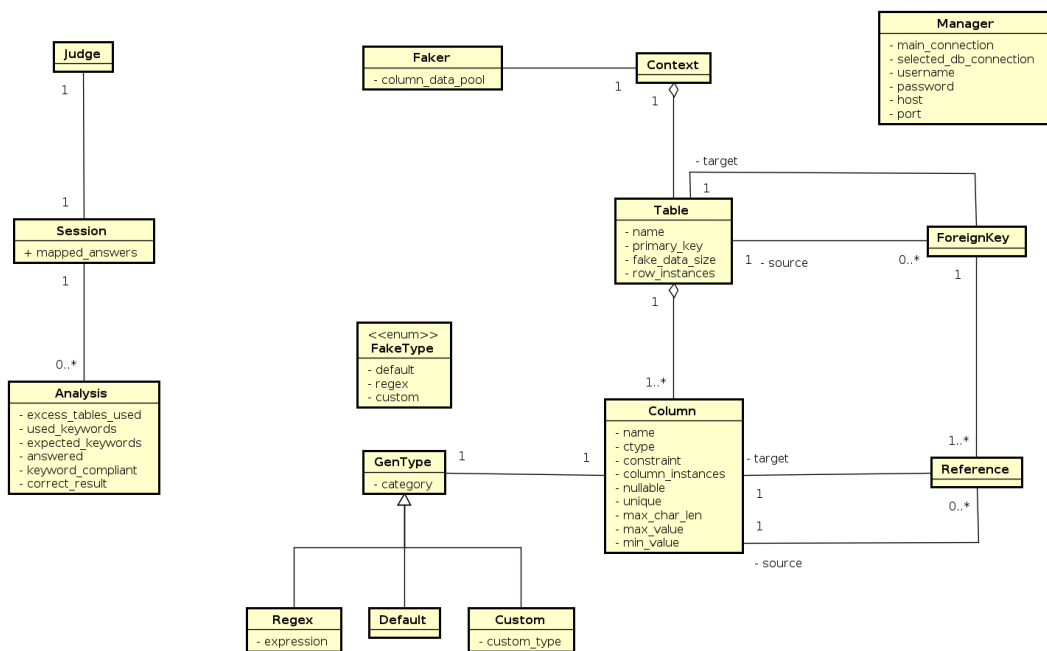 Manager
- main_connection
- selected_db_connection
- username
- password
- host
- port
Judge
1
1
Session
+ mapped_answers
1
0..*
Analysis
- excess_tables_used
- used_keywords
- expected_keywords
- answered
- keyword_compliant
- correct_result
Faker
- column_data_pool
1
Context
1
- target
1
Table
- name
- primary_key
- fake_data_size
- row_instances
1
- source
0..*
ForeignKey
1
1
1..*
<<enum>>
FakeType
- default
- regex
- custom
Column
- name
- ctype
- constraint
- column_instances
- nullable
- unique
- max_char_len
- max_value
- min_value
1..*
- target
1
Reference
0..*
1
- source
GenType
- category
1
1
Regex
- expression
Default
Custom
- custom_type